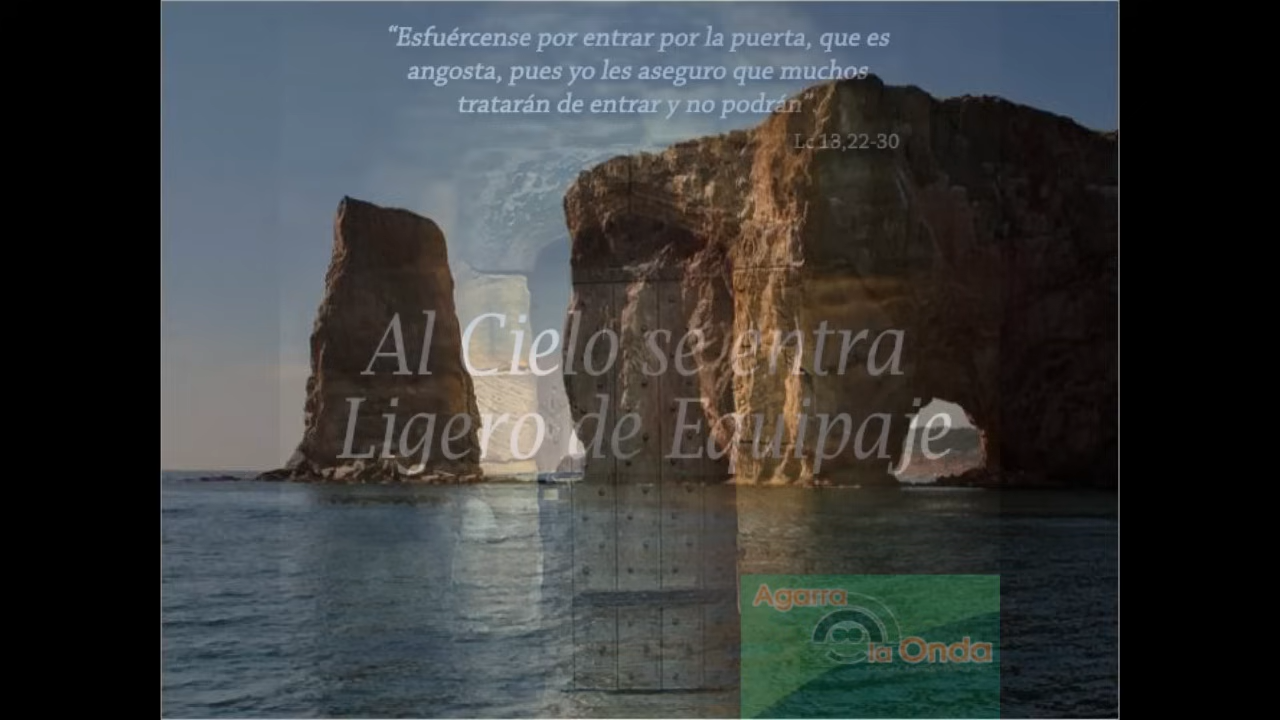 “Esfuércense por entrar por la puerta, que es
angosta, pues yo les aseguro que muchos
tratarán de entrar y no podrán”
Lc 13,22-30
Al Cielo se entra
Ligero de Equipaje
Agarra
la Onda